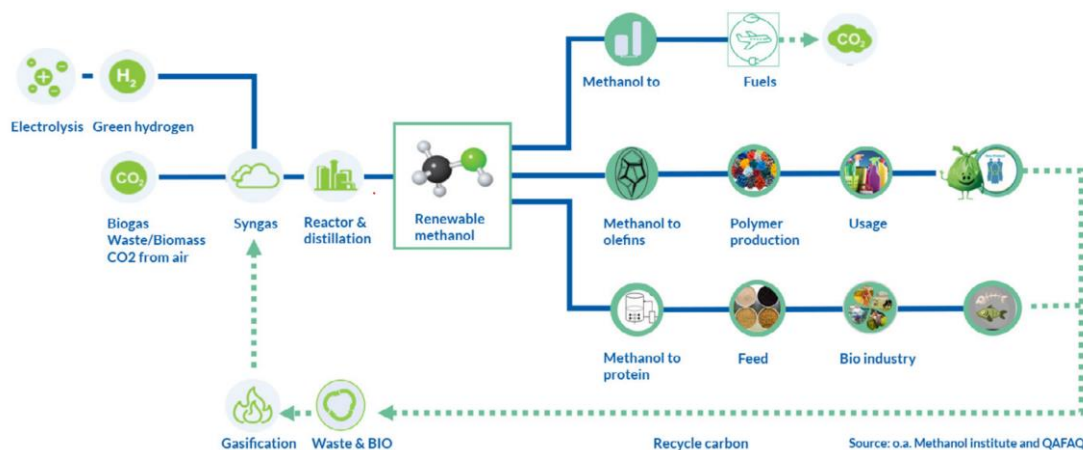 Methanol to
Fuels
CO₂
H₂
Electrolysis
Green hydrogen
CO₂
Biogas
Waste/Biomass
CO2 from air
Syngas
Reactor &
distillation
Renewable
methanol
Methanol to
olefins
Polymer
production
Usage
Methanol to
protein
Feed
Bio industry
Gasification
Waste & BIO
Recycle carbon
Source: o.a. Methanol institute and QAFAQ